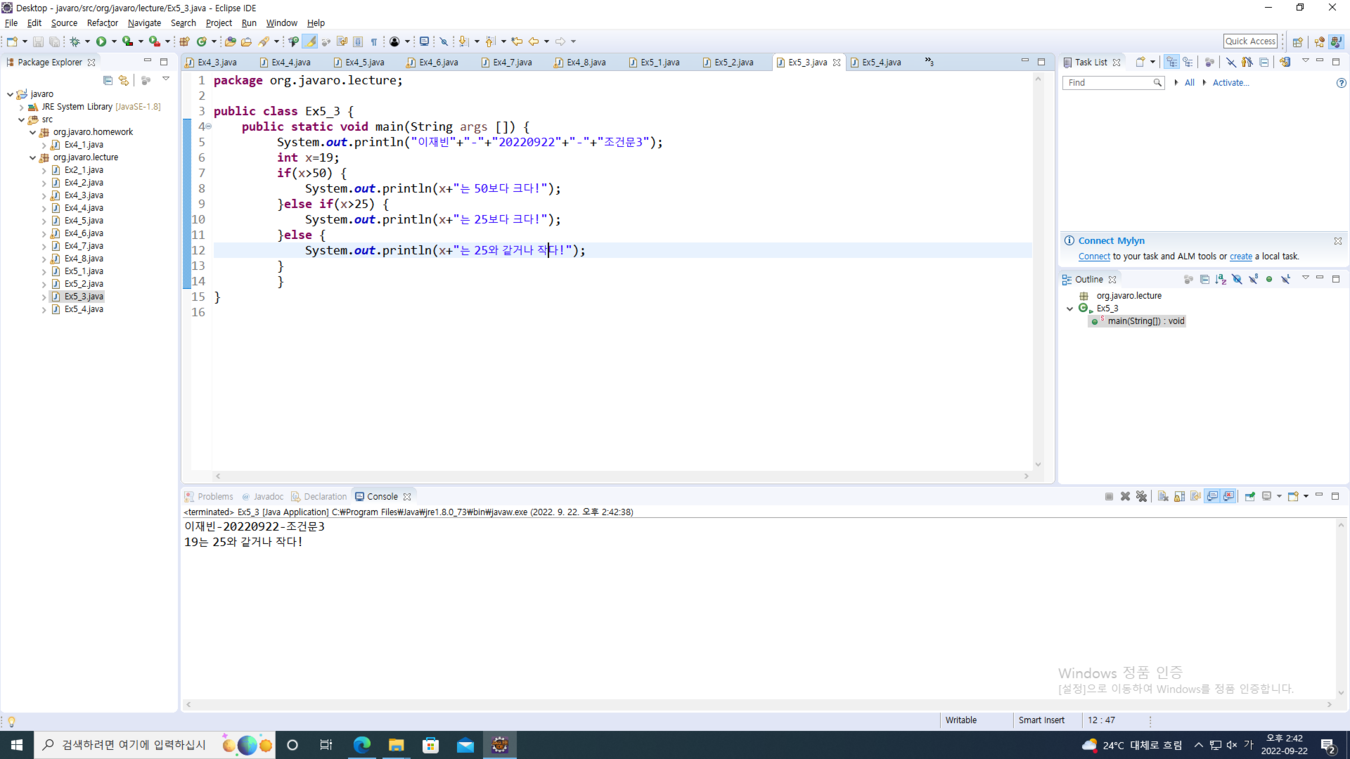 Desktop - javaro/src/org/javaro/lecture/Ex5_3.java - Eclipse IDE
File Edit Source Refactor Navigate Search Project Run Window Help
Quick Access
Package Explorer
javaro
JRE System Library [JavaSE-1.8]
src
org.javaro.homework
Ex4_1.java
org.javaro.lecture
Ex2_1.java
Ex4_2.java
Ex4_3.java
Ex4_4.java
Ex4_5.java
Ex4_6.java
Ex4_7.java
Ex4_8.java
Ex5_1.java
Ex5_2.java
Ex5_3.java
Ex5_4.java
Ex4_3.java Ex4_4.java Ex4_5.java Ex4_6.java Ex4_7.java Ex4_8.java Ex5_1.java Ex5_2.java Ex5_3.java Ex5_4.java »5
1 package org.javaro.lecture;
2
3 public class Ex5_3 {
4 public static void main(String args []) {
5 System.out.println("이재빈"+"-"+"20220922"+"-"+"조건문3");
6 int x=19;
7 if(x>50) {
8 System.out.println(x+"는 50보다 크다!");
9 }else if(x>25) {
10 System.out.println(x+"는 25보다 크다!");
11 }else {
12 System.out.println(x+"는 25와 같거나 작다!");
13 }
14 }
15 }
16
Task List
Find All Activate...
Connect Mylyn
Connect to your task and ALM tools or create a local task.
Outline
org.javaro.lecture
Ex5_3
main(String[]) : void
Problems Javadoc Declaration Console
<terminated> Ex5_3 [Java Application] C:₩Program Files₩Java₩jre1.8.0_73₩bin₩javaw.exe (2022. 9. 22. 오후 2:42:38)
이재빈-20220922-조건문3
19는 25와 같거나 작다!
Windows 정품 인증
[설정]으로 이동하여 Windows를 정품 인증합니다.
Writable Smart Insert 12 : 47
검색하려면 여기에 입력하십시
24°C 대체로 흐림 가 오후 2:42
2022-09-22
2